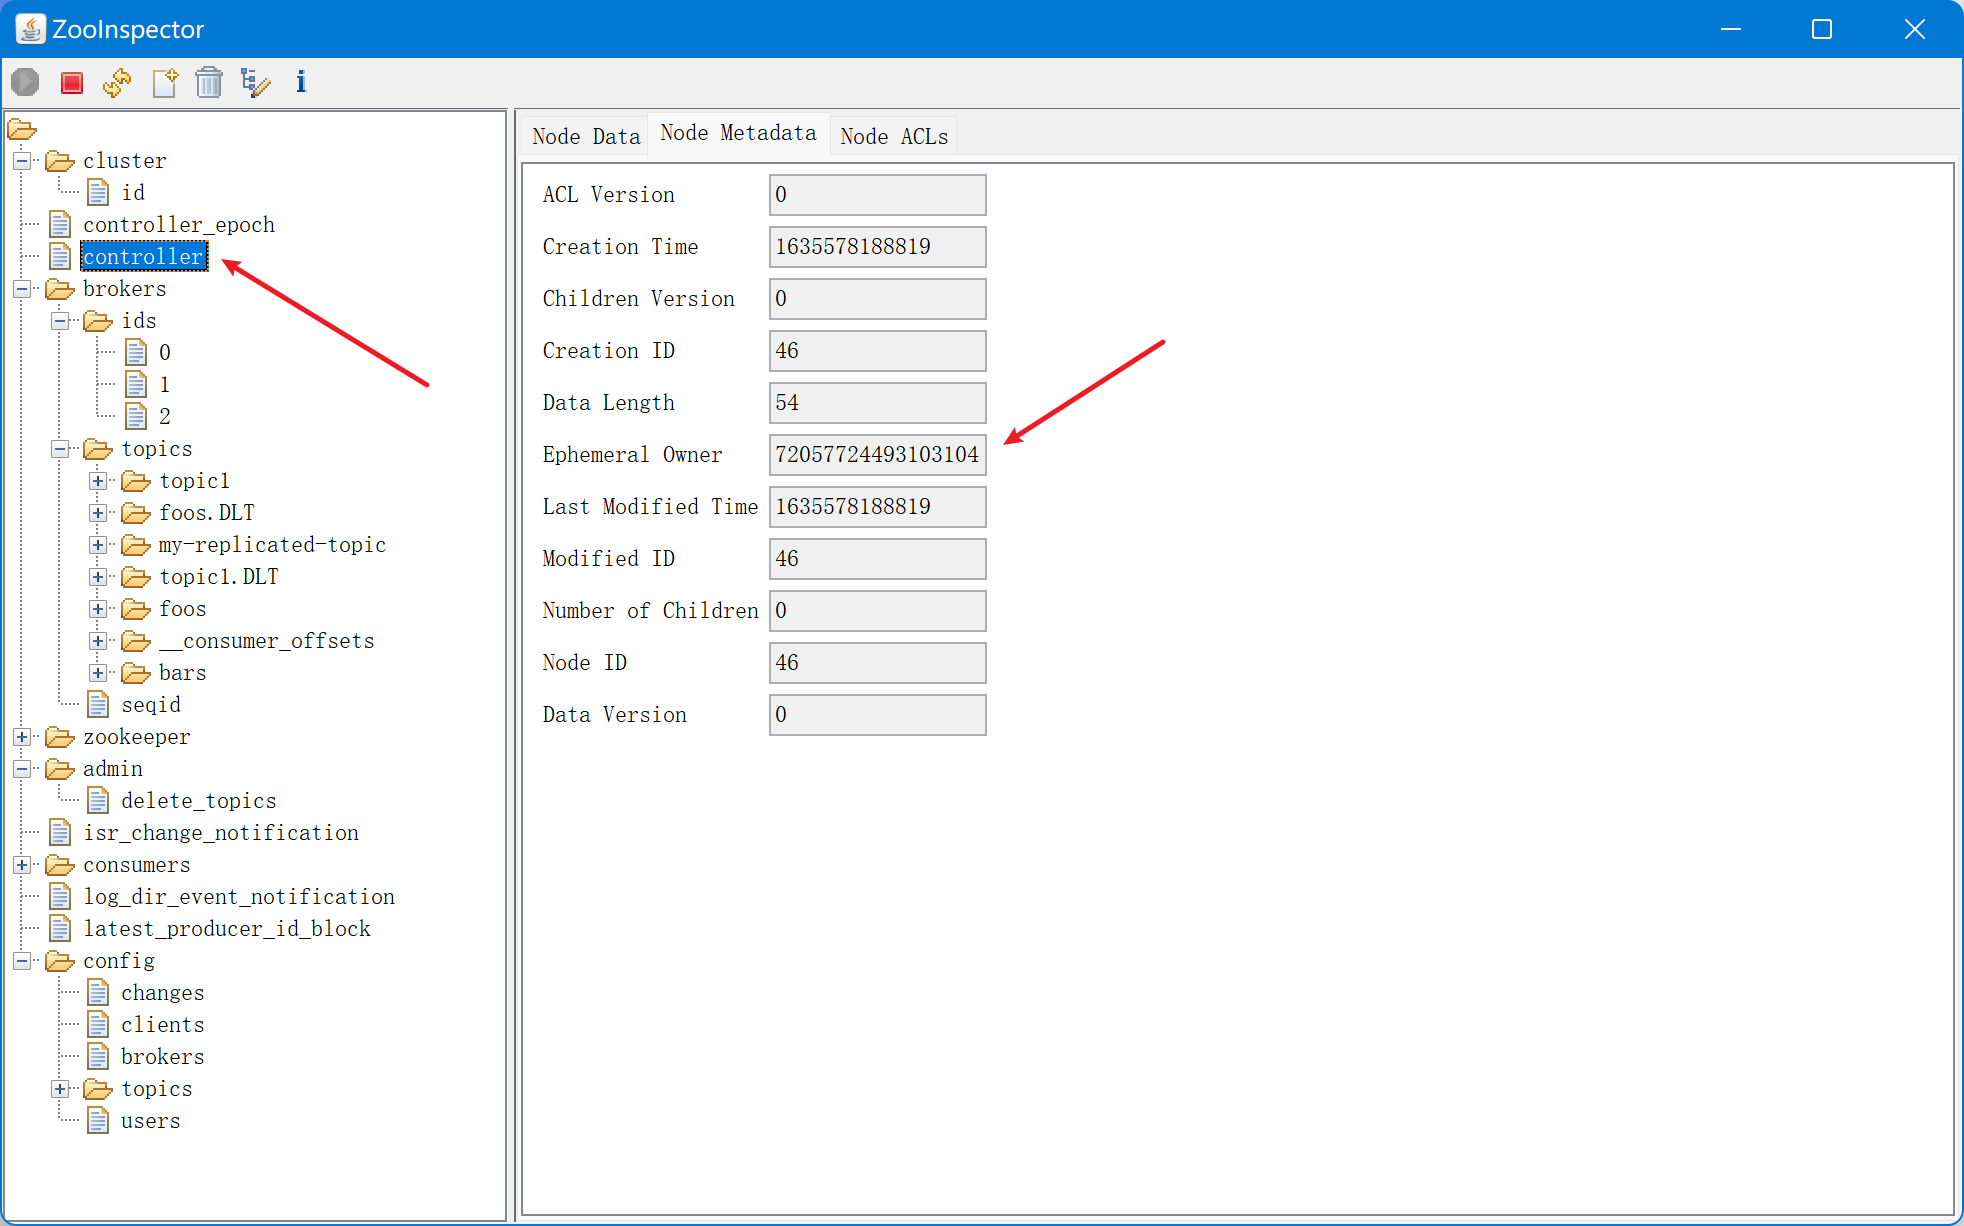 ZooInspector
cluster
id
controller_epoch
controller
brokers
ids
0
1
2
topics
topic1
foos.DLT
my-replicated-topic
topic1.DLT
foos
__consumer_offsets
bars
seqid
zookeeper
admin
delete_topics
isr_change_notification
consumers
log_dir_event_notification
latest_producer_id_block
config
changes
clients
brokers
topics
users
Node Data Node Metadata Node ACLs
ACL Version 0
Creation Time 1635578188819
Children Version 0
Creation ID 46
Data Length 54
Ephemeral Owner 72057724493103104
Last Modified Time 1635578188819
Modified ID 46
Number of Children 0
Node ID 46
Data Version 0